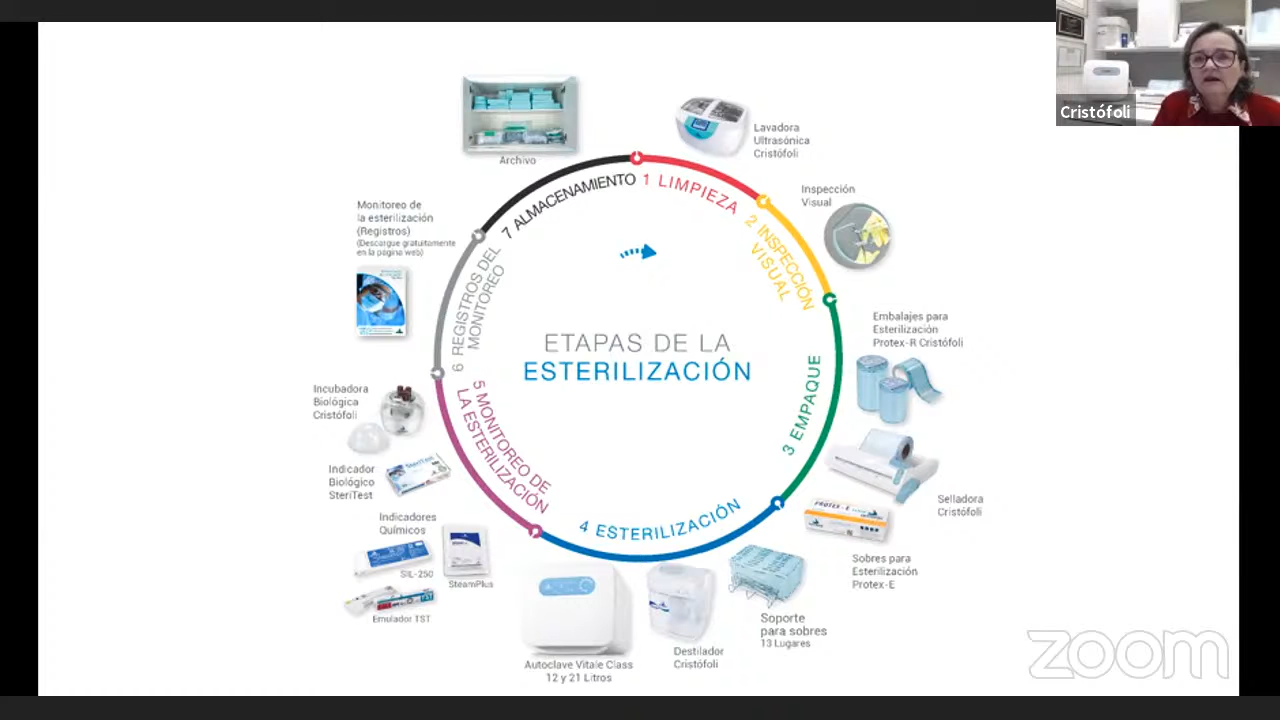 Cristófoli
Archivo
Lavadora
Ultrasónica
Cristófoli
Inspección
Visual
Monitoreo de
la esterilización
(Registros)
(Descargue gratuitamente
en la página web)
7 ALMACENAMIENTO
1 LIMPIEZA
2 INSPECCIÓN
VISUAL
6 REGISTROS DEL
MONITOREO
ETAPAS DE LA
ESTERILIZACIÓN
3 EMPAQUE
5 MONITOREO DE
LA ESTERILIZACIÓN
4 ESTERILIZACIÓN
Embalajes para
Esterilización
Protex-R Cristófoli
Selladora
Cristófoli
PROTEX-E
Sobres para
Esterilización
Protex-E
Soporte
para sobres
13 Lugares
Destilador
Cristófoli
Autoclave Vitale Class
12 y 21 Litros
Incubadora
Biológica
Cristófoli
Indicador
Biológico
SteriTest
SteriTest
Indicadores
Químicos
SIL-250
SteamPlus
Emulador TST
zoom